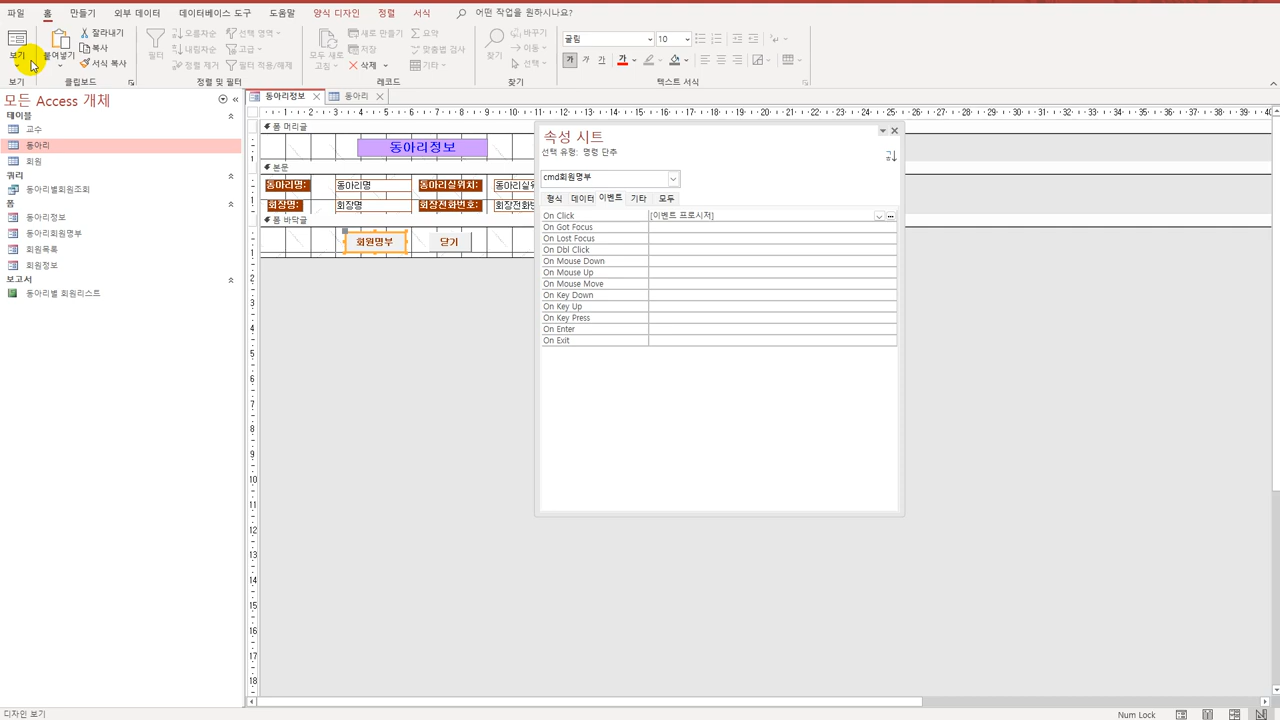 파일 홈 만들기 외부 데이터 데이터베이스 도구 도움말 양식 디자인 정렬 서식 어떤 작업을 원하시나요?
보기
붙여넣기
잘라내기
복사
서식 복사
필터
오름차순
내림차순
정렬 제거
선택 영역
고급
필터 적용/해제
모두 새로
고침
새로 만들기
저장
삭제
요약
맞춤법 검사
기타
찾기
바꾸기
이동
선택
굴림 10
가 가 가 가
보기 클립보드 정렬 및 필터 레코드 찾기 텍스트 서식
모든 Access 개체
테이블
교수
동아리
회원
쿼리
동아리별회원조회
폼
동아리정보
동아리회원명부
회원목록
회원정보
보고서
동아리별 회원리스트
동아리정보 동아리
폼 머리글
동아리정보
본문
동아리명: 동아리명 동아리실위치: 동아리실위
회장명: 회장명 회장전화번호: 회장전화번
폼 바닥글
회원명부 닫기
속성 시트
선택 유형: 명령 단추
cmd회원명부
형식 데이터 이벤트 기타 모두
On Click [이벤트 프로시저]
On Got Focus
On Lost Focus
On Dbl Click
On Mouse Down
On Mouse Up
On Mouse Move
On Key Down
On Key Up
On Key Press
On Enter
On Exit
디자인 보기 Num Lock